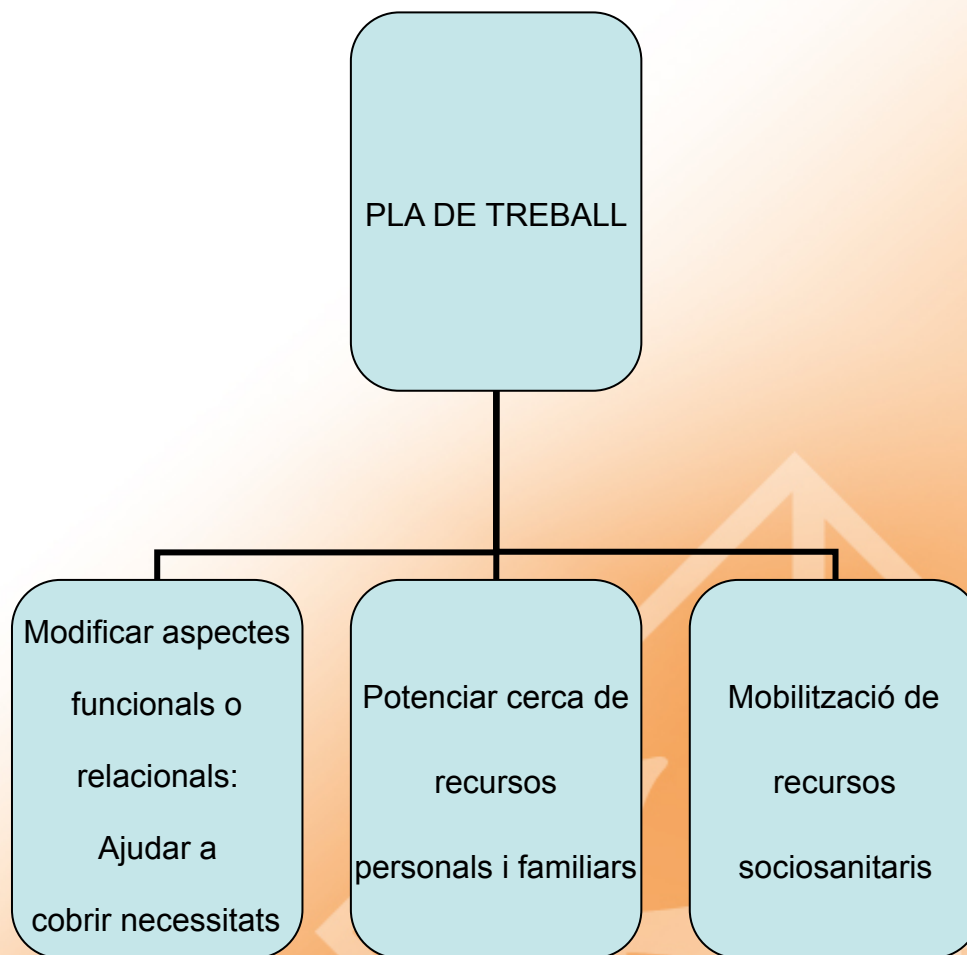 PLA DE TREBALL
Modificar aspectes
funcionals o
relacionals:
Ajudar a
cobrir necessitats
Potenciar cerca de
recursos
personals i familiars
Mobilització de
recursos
sociosanitaris